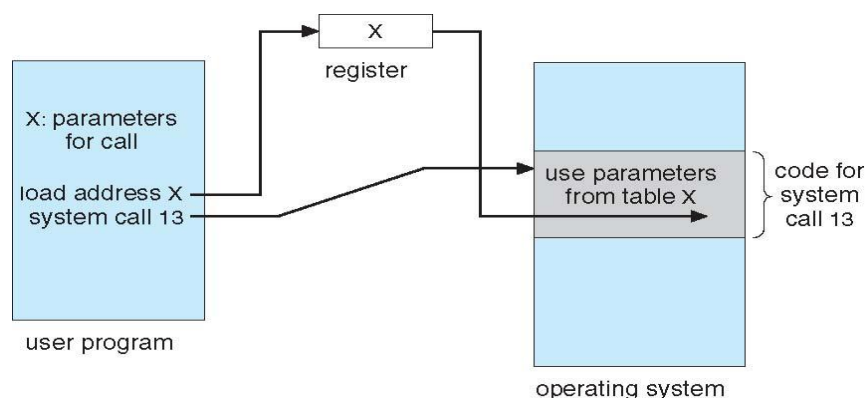 X
register
X: parameters
for call
load address X
system call 13
user program
use parameters
from table X
code for
system
call 13
operating system